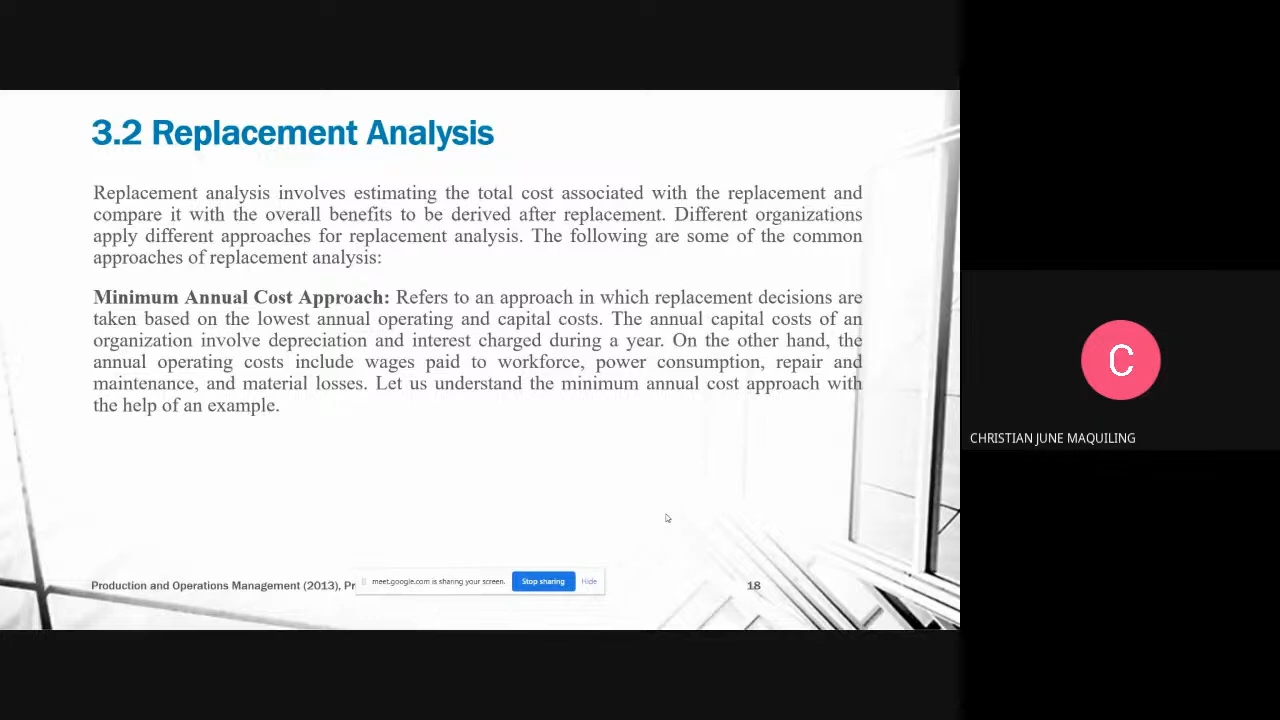 3.2 Replacement Analysis
Replacement analysis involves estimating the total cost associated with the replacement and
compare it with the overall benefits to be derived after replacement. Different organizations
apply different approaches for replacement analysis. The following are some of the common
approaches of replacement analysis:
Minimum Annual Cost Approach: Refers to an approach in which replacement decisions are
taken based on the lowest annual operating and capital costs. The annual capital costs of an
organization involve depreciation and interest charged during a year. On the other hand, the
annual operating costs include wages paid to workforce, power consumption, repair and
maintenance, and material losses. Let us understand the minimum annual cost approach with
the help of an example.
C
CHRISTIAN JUNE MAQUILING
Production and Operations Management (2013), Pr
meet.google.com is sharing your screen. Stop sharing Hide
18